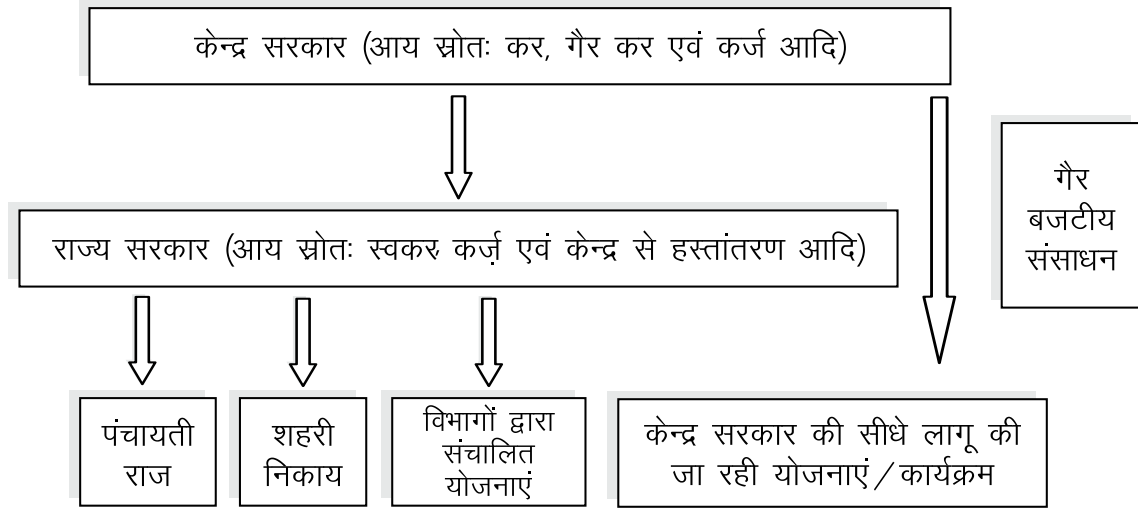 केन्द्र सरकार (आय स्रोतः कर, गैर कर एवं कर्ज आदि)
गैर
बजटीय
संसाधन
राज्य सरकार (आय स्रोतः स्वकर कर्ज़ एवं केन्द्र से हस्तांतरण आदि)
पंचायती
राज
शहरी
निकाय
विभागों द्वारा
संचालित
योजनाएं
केन्द्र सरकार की सीधे लागू की
जा रही योजनाएं/कार्यक्रम